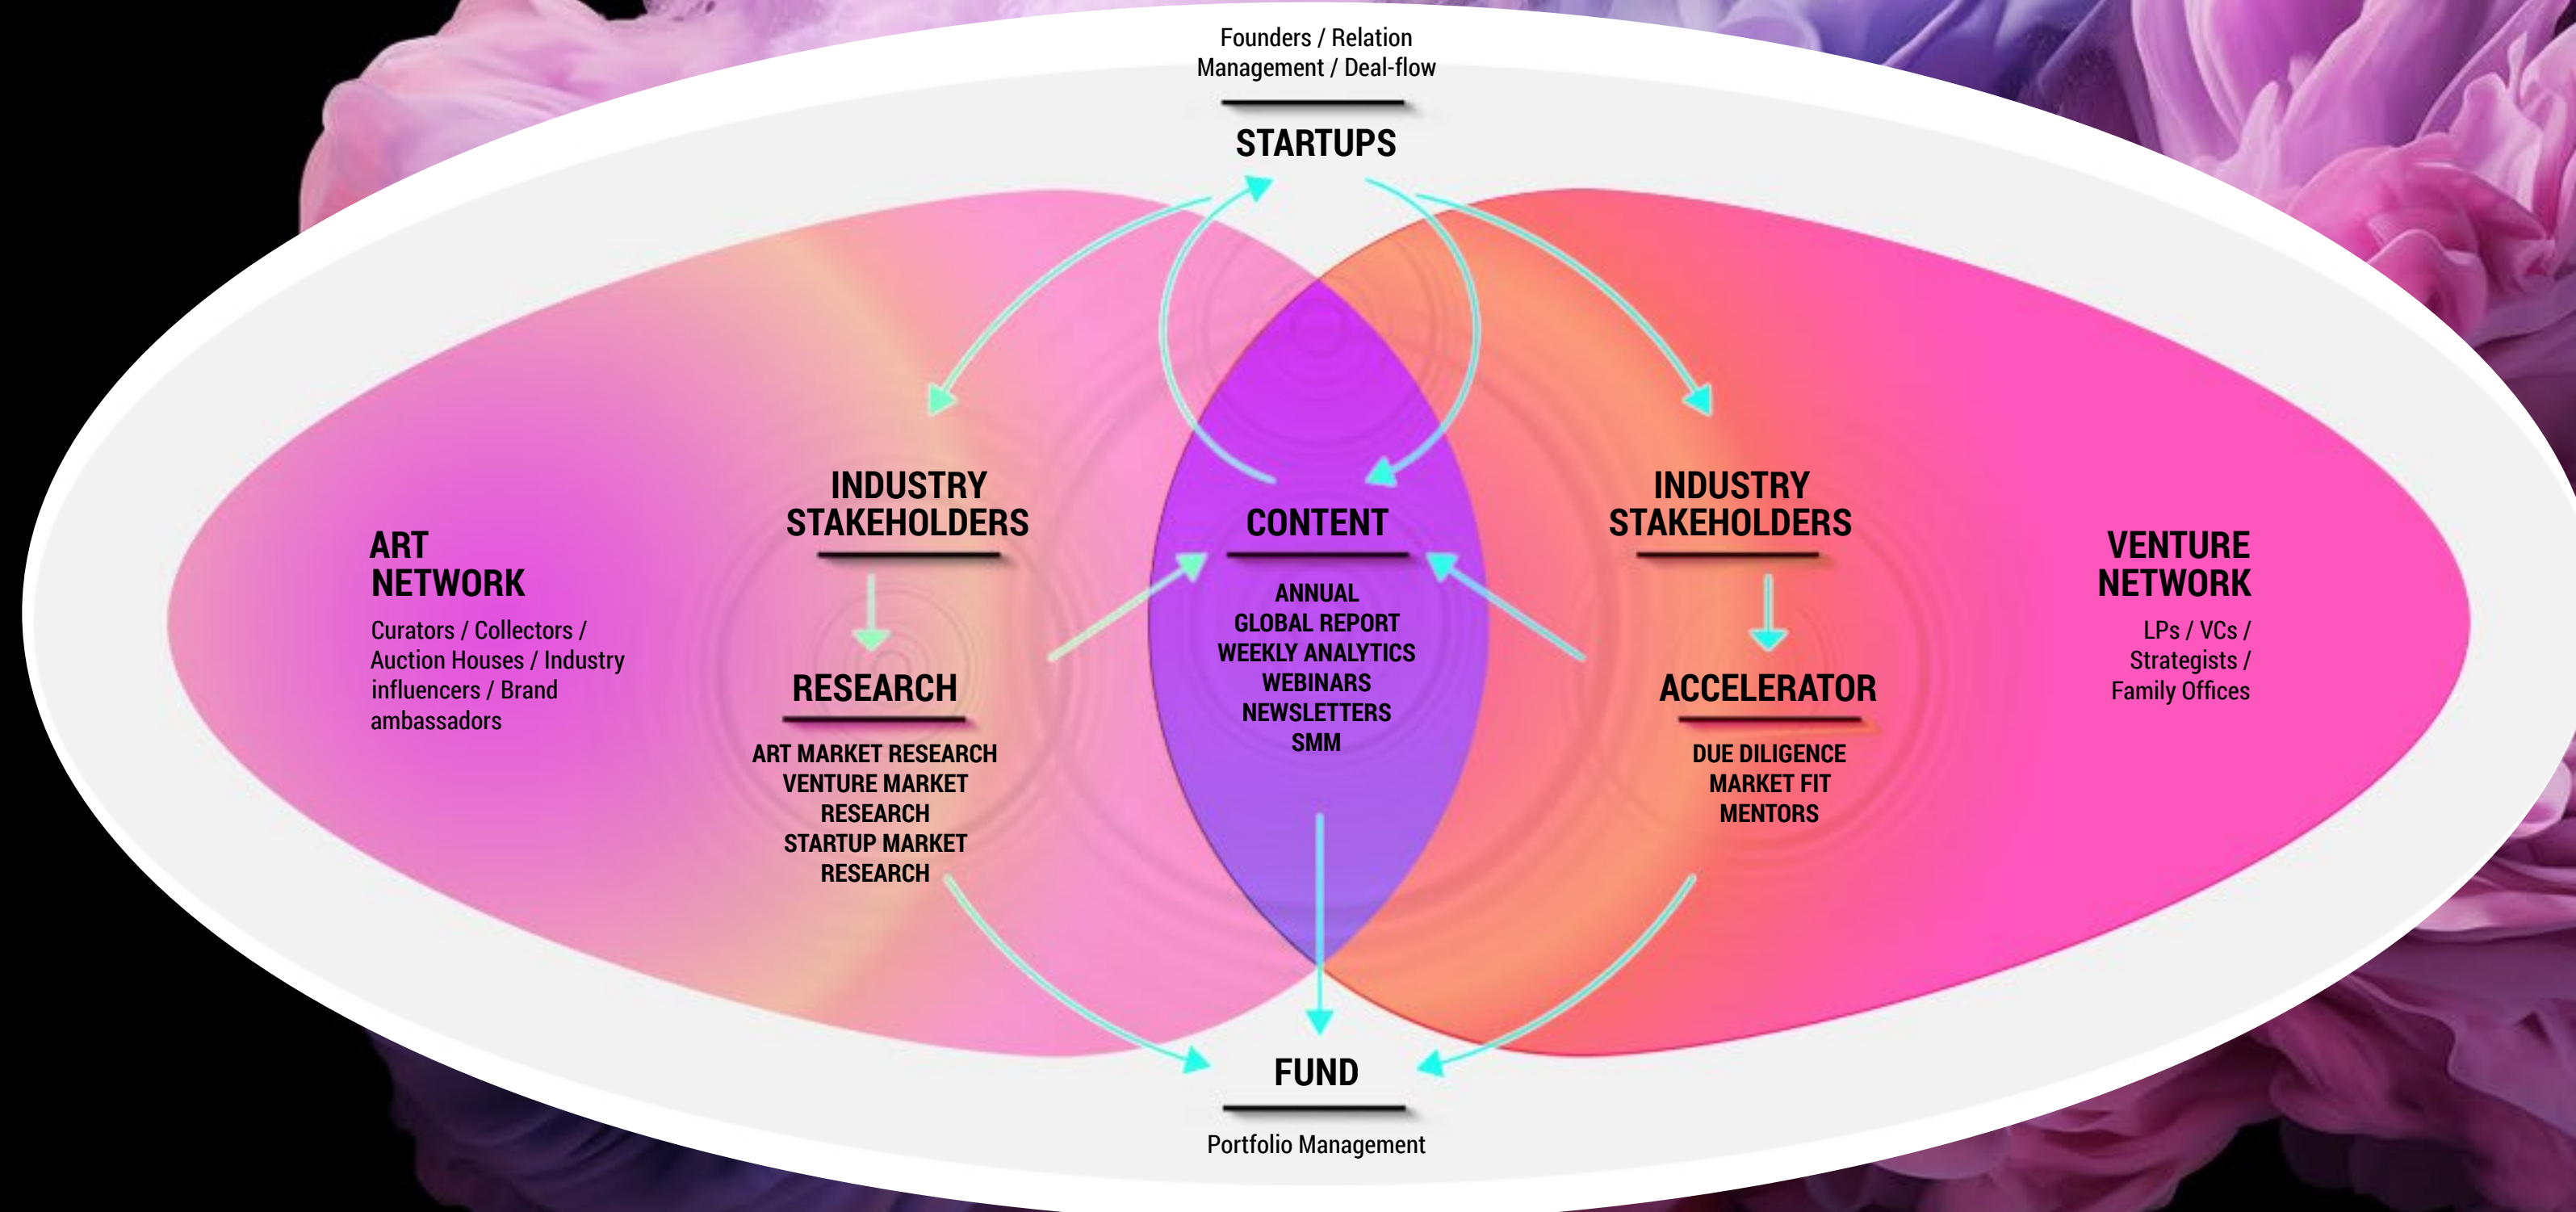 Founders / Relation
Management / Deal-flow
STARTUPS
ART
NETWORK
Curators / Collectors /
Auction Houses / Industry
influencers / Brand
ambassadors
INDUSTRY
STAKEHOLDERS
RESEARCH
ART MARKET RESEARCH
VENTURE MARKET
RESEARCH
STARTUP MARKET
RESEARCH
CONTENT
ANNUAL
GLOBAL REPORT
WEEKLY ANALYTICS
WEBINARS
NEWSLETTERS
SMM
INDUSTRY
STAKEHOLDERS
ACCELERATOR
DUE DILIGENCE
MARKET FIT
MENTORS
VENTURE
NETWORK
LPs / VCs /
Strategists /
Family Offices
FUND
Portfolio Management